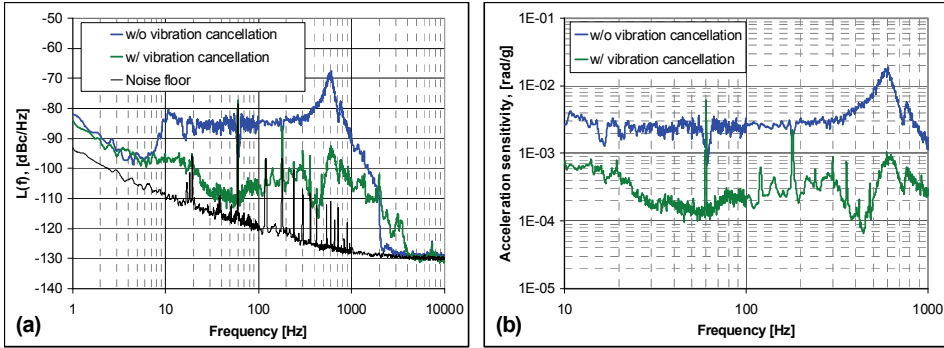 -50
-60
-70
-80
-90
-100
-110
-120
-130
-140
L(f), [dBc/Hz]
w/o vibration cancellation
w/ vibration cancellation
Noise floor
1
10
100
1000
10000
(a)
Frequency [Hz]
1E-01
1E-02
1E-03
1E-04
1E-05
Acceleration sensitivity, [rad/g]
w/o vibration cancellation
w/ vibration cancellation
10
100
1000
(b)
Frequency [Hz]